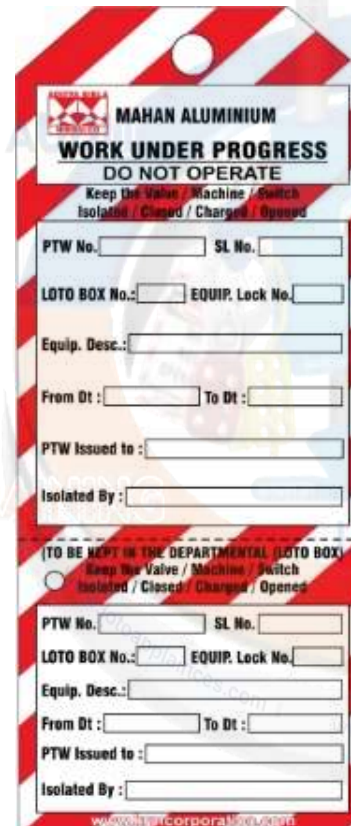 ADITYA BIRLA
MAHAN ALUMINIUM
WORK UNDER PROGRESS
DO NOT OPERATE
Keep the Valve / Machine / Switch
Isolated / Closed / Charged / Opened
PTW No. SL No.
LOTO BOX No.: EQUIP. Lock No.
Equip. Desc.:
From Dt : To Dt :
PTW Issued to :
Isolated By :
(TO BE KEPT IN THE DEPARTMENTAL (LOTO BOX)
Keep the Valve / Machine / Switch
Isolated / Closed / Charged / Opened
PTW No. SL No.
LOTO BOX No.: EQUIP. Lock No.
Equip. Desc.:
From Dt : To Dt :
PTW Issued to :
Isolated By :